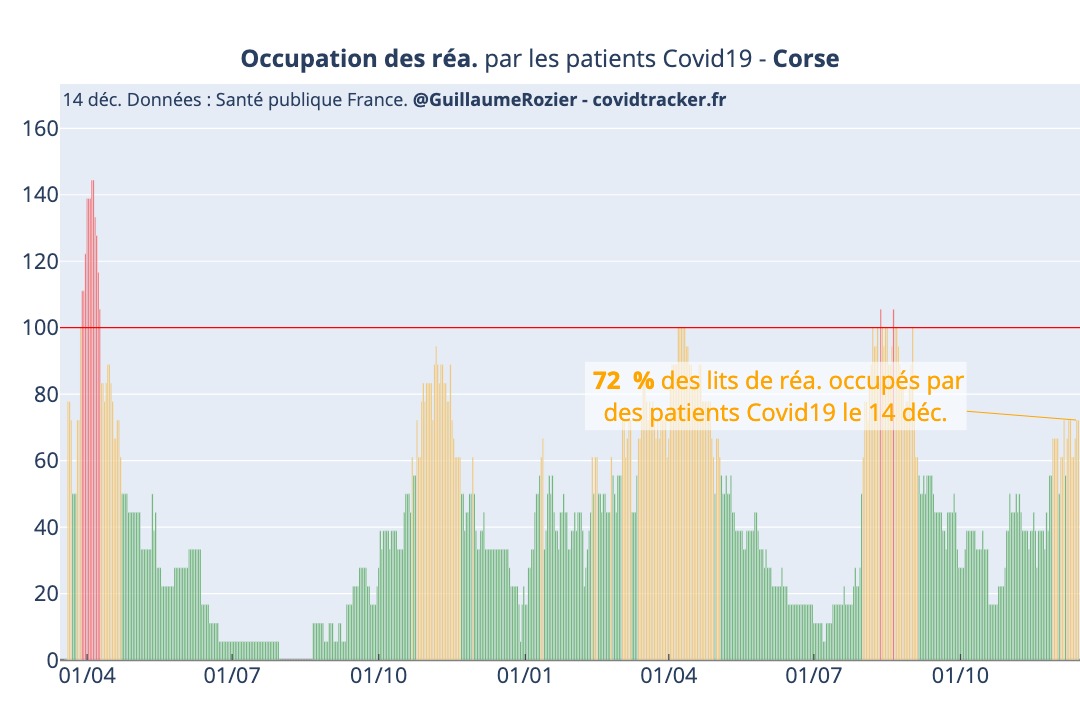 Occupation des réa. par les patients Covid19 - Corse
14 déc. Données : Santé publique France. @GuillaumeRozier - covidtracker.fr
160
140
120
100
80
60
40
20
0
72 % des lits de réa. occupés par
des patients Covid19 le 14 déc.
01/04 01/07 01/10 01/01 01/04 01/07 01/10